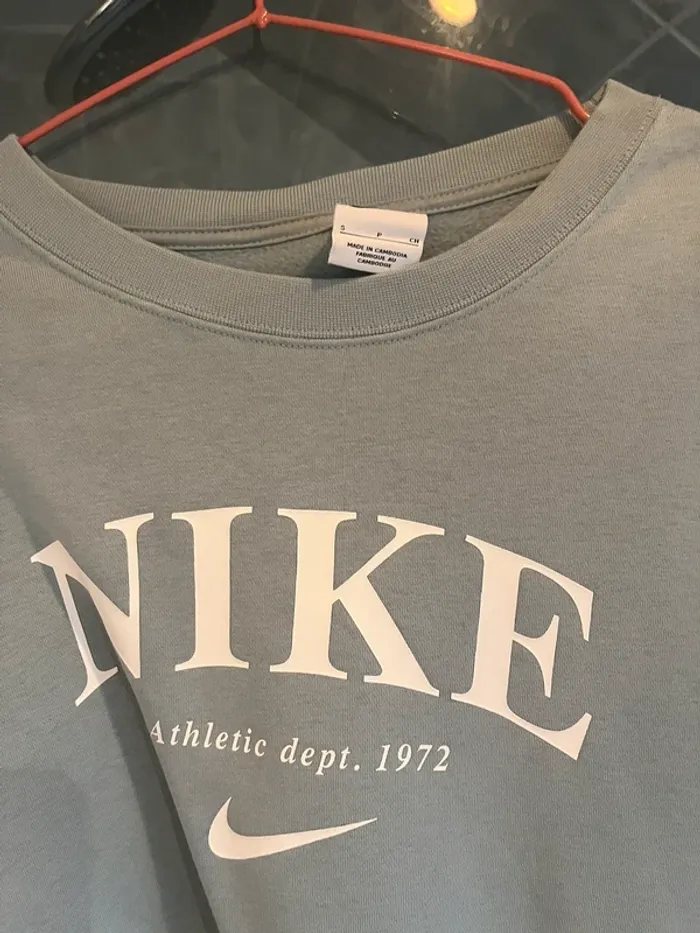 S P CH
MADE IN CAMBODIA
FABRIQUE AU
CAMBODGE
NIKE
Athletic dept. 1972